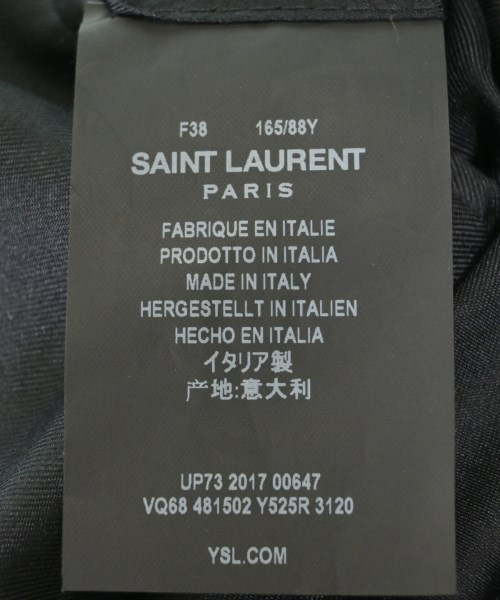 F38 165/88Y
SAINT LAURENT
PARIS
FABRIQUE EN ITALIE
PRODOTTO IN ITALIA
MADE IN ITALY
HERGESTELLT IN ITALIEN
HECHO EN ITALIA
イタリア製
产地:意大利
UP73 2017 00647
VQ68 481502 Y525R 3120
YSL.COM